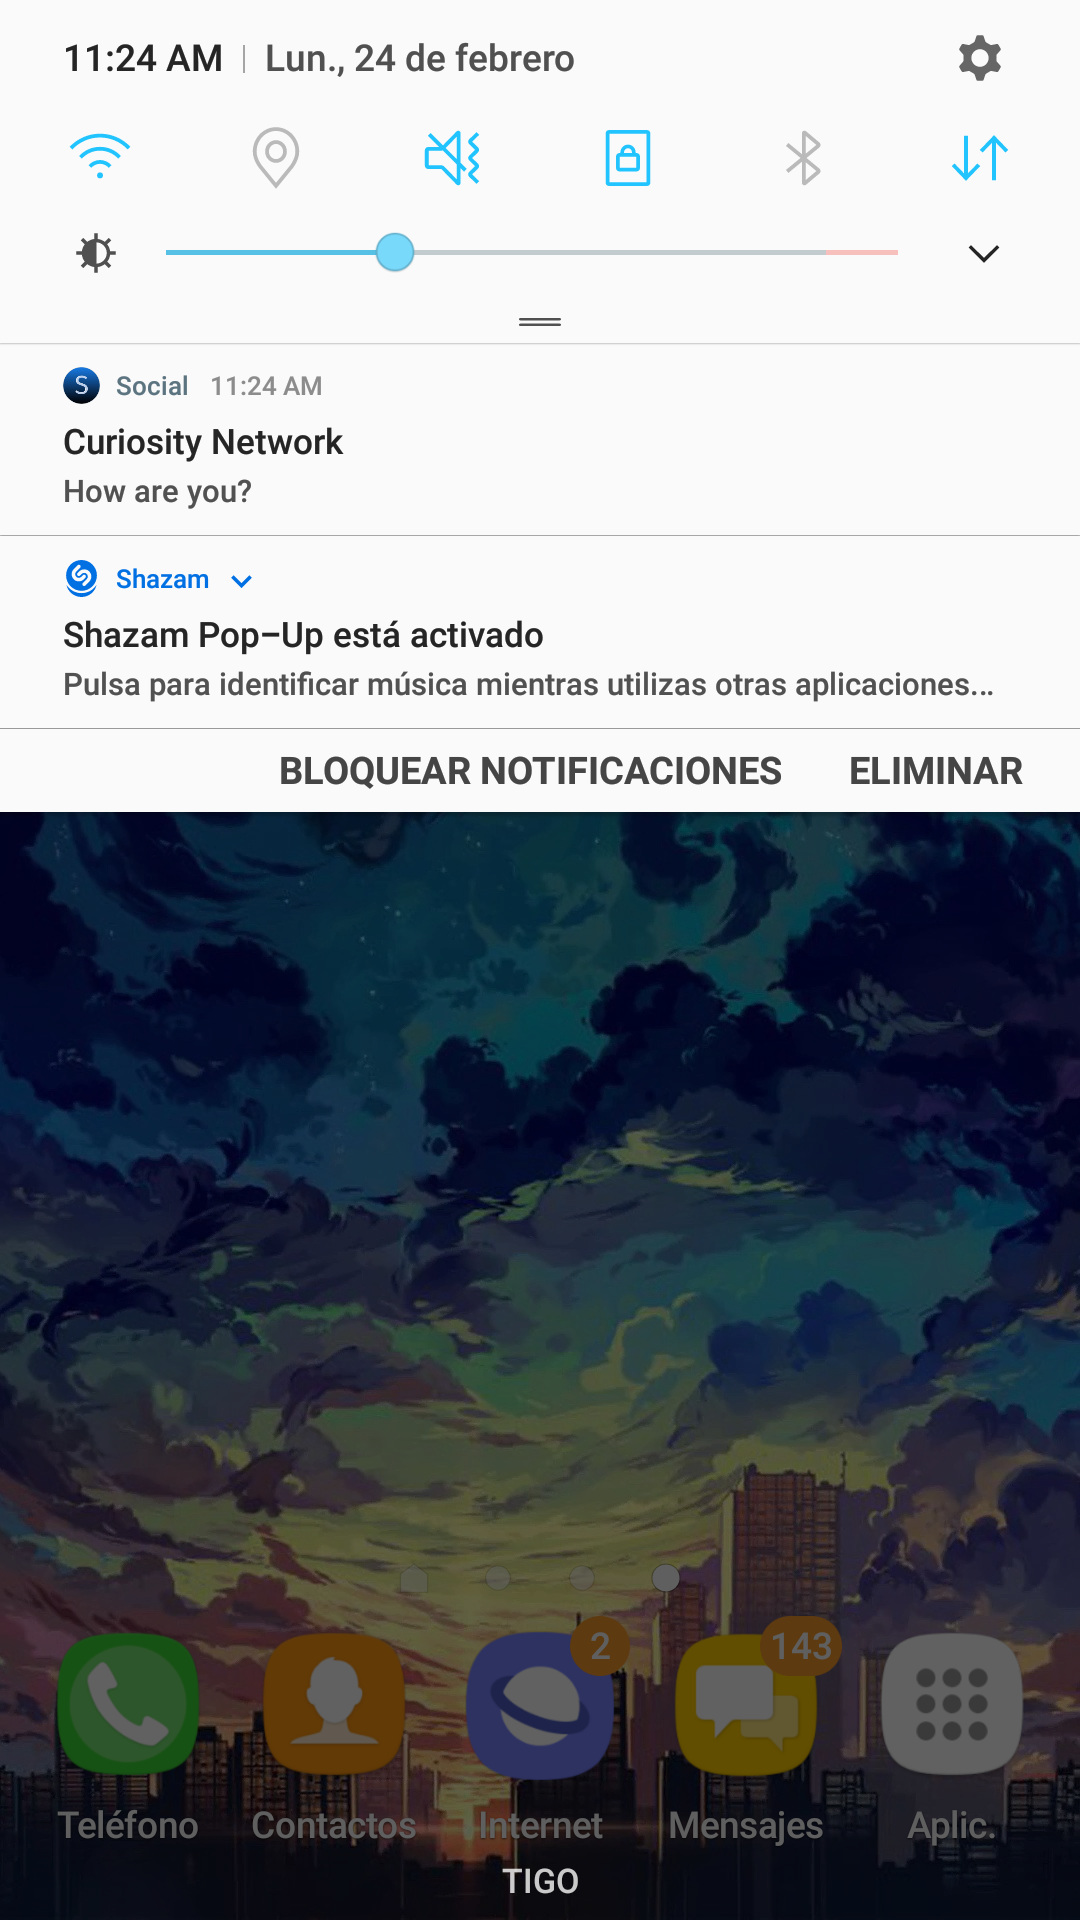 11:24 AM | Lun., 24 de febrero
S Social 11:24 AM
Curiosity Network
How are you?
Shazam
Shazam Pop-Up está activado
Pulsa para identificar música mientras utilizas otras aplicaciones...
BLOQUEAR NOTIFICACIONES ELIMINAR
2 143
Teléfono Contactos Internet Mensajes Aplic.
TIGO